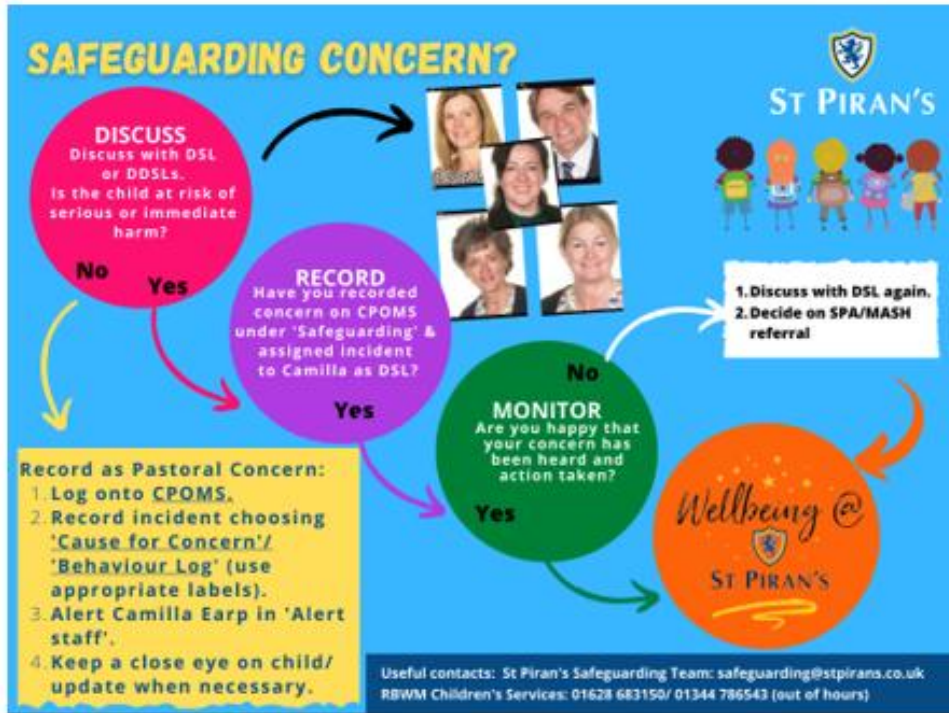 SAFEGUARDING CONCERN?
ST PIRAN'S
DISCUSS
Discuss with DSL
or DDSLs.
Is the child at risk of
serious or immediate
harm?
No
Yes
RECORD
Have you recorded
concern on CPOMS
under 'Safeguarding' &
assigned incident
to Camilla as DSL?
Yes
1. Discuss with DSL again.
2. Decide on SPA/MASH
referral
No
MONITOR
Are you happy that
your concern has
been heard and
action taken?
Yes
Wellbeing @
ST PIRAN'S
Record as Pastoral Concern:
1. Log onto CPOMS.
2. Record incident choosing
'Cause for Concern'/
'Behaviour Log' (use
appropriate labels).
3. Alert Camilla Earp in 'Alert
staff'.
4. Keep a close eye on child/
update when necessary.
Useful contacts: St Piran's Safeguarding Team: safeguarding@stpirans.co.uk
RBWM Children's Services: 01628 683150/ 01344 786543 (out of hours)